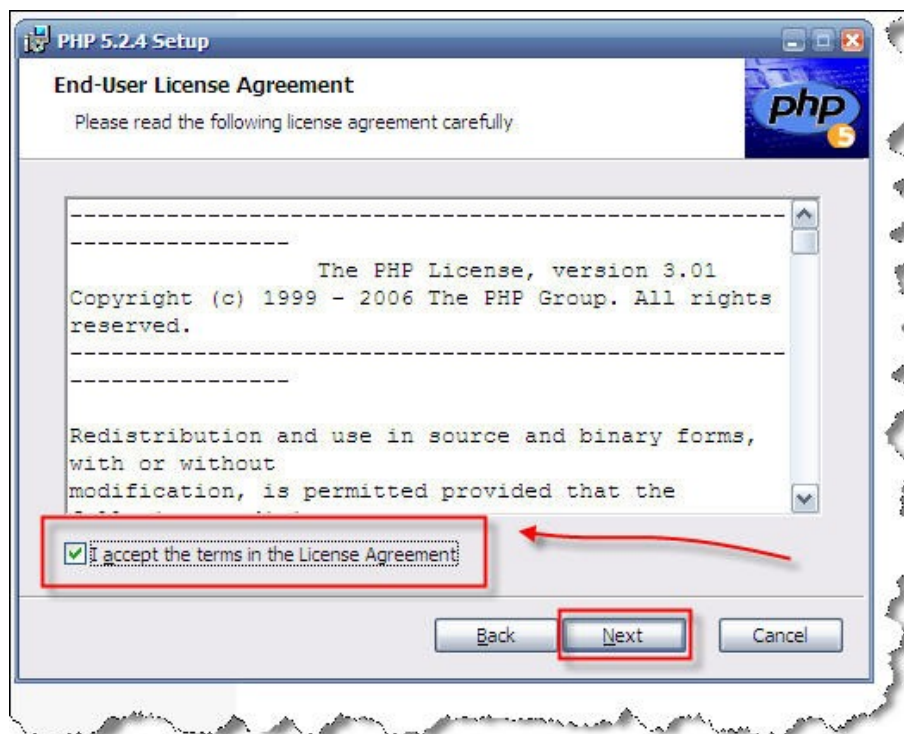 PHP 5.2.4 Setup
End-User License Agreement
Please read the following license agreement carefully
php
5
----------------------------------------------------
----------------
The PHP License, version 3.01
Copyright (c) 1999 - 2006 The PHP Group. All rights
reserved.
----------------------------------------------------
----------------
Redistribution and use in source and binary forms,
with or without
modification, is permitted provided that the
I accept the terms in the License Agreement
Back
Next
Cancel